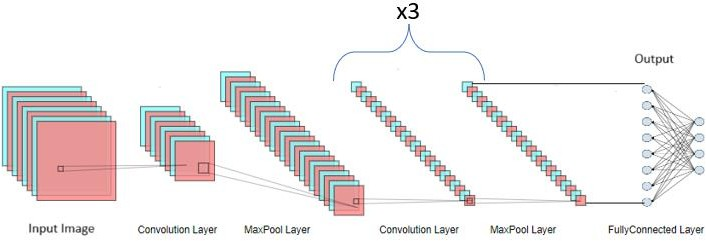 x3
Output
Input Image
Convolution Layer
MaxPool Layer
Convolution Layer
MaxPool Layer
FullyConnected Layer